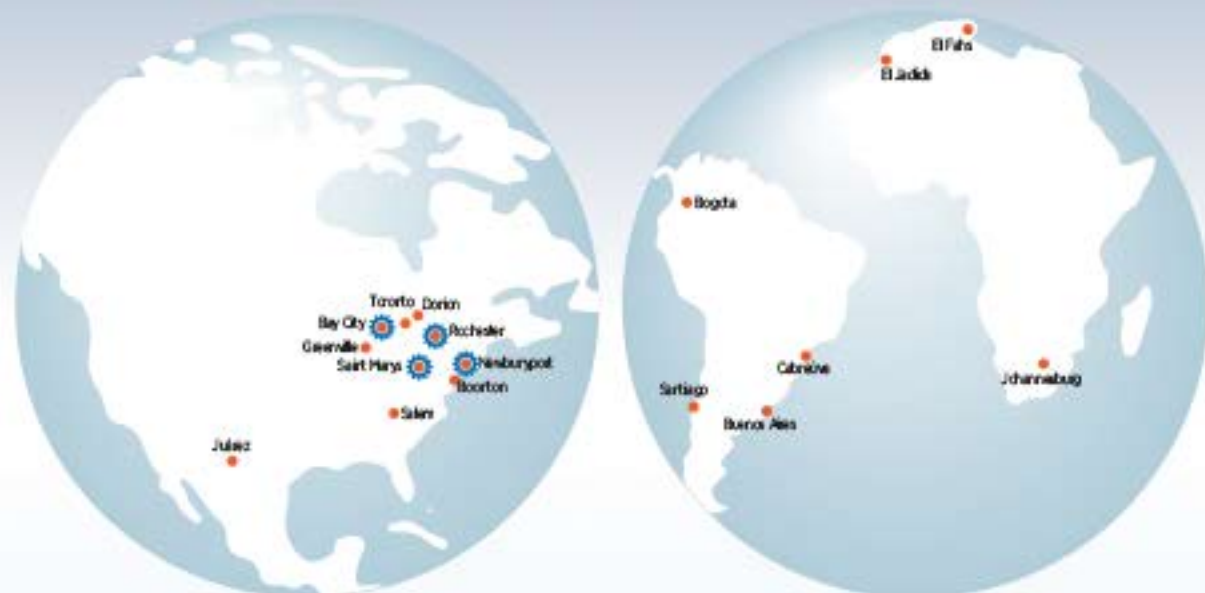 Toronto
Dorion
Bay City
Rochester
Greenville
Saint Marys
Newburyport
Boonton
Salem
Juarez
El Fahs
El Jadida
Bogota
Cabreuva
Santiago
Buenos Aires
Johannesburg